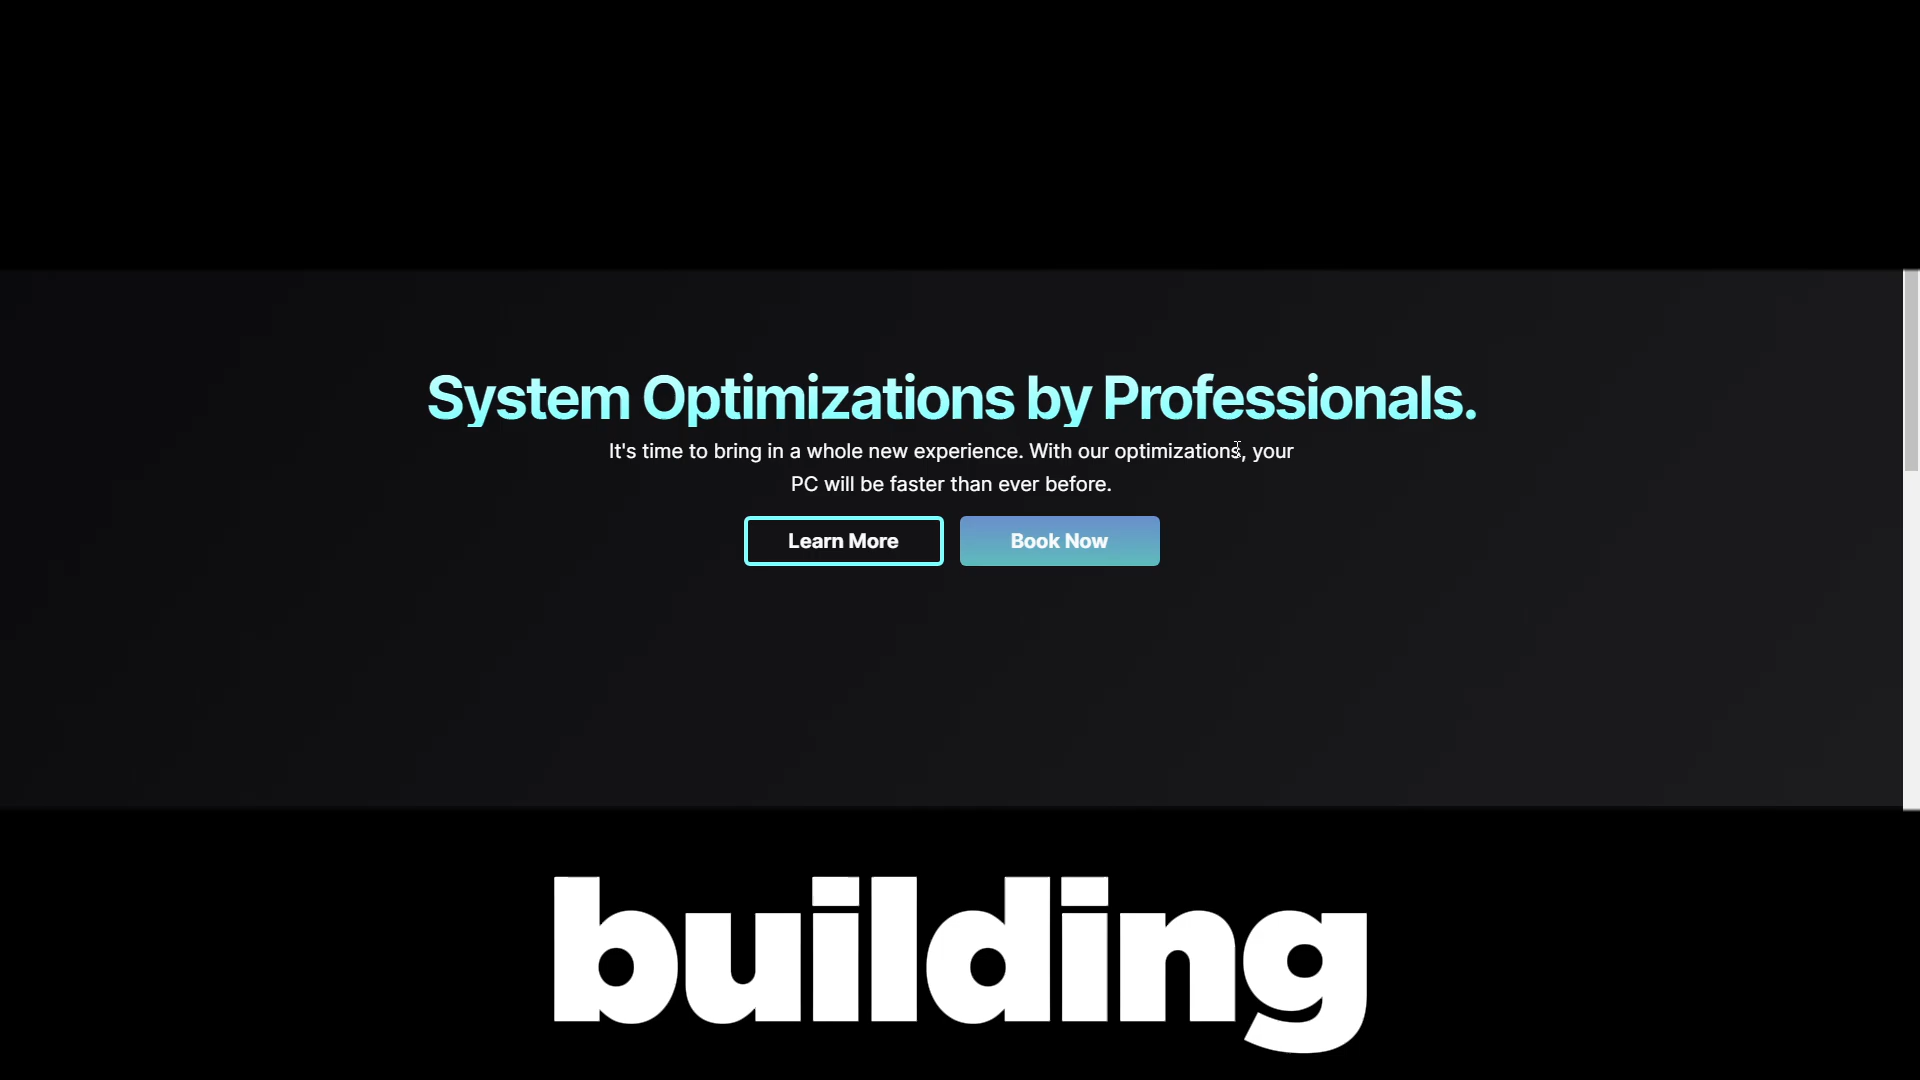 System Optimizations by Professionals.
It's time to bring in a whole new experience. With our optimizations, your
PC will be faster than ever before.
Learn More
Book Now
building